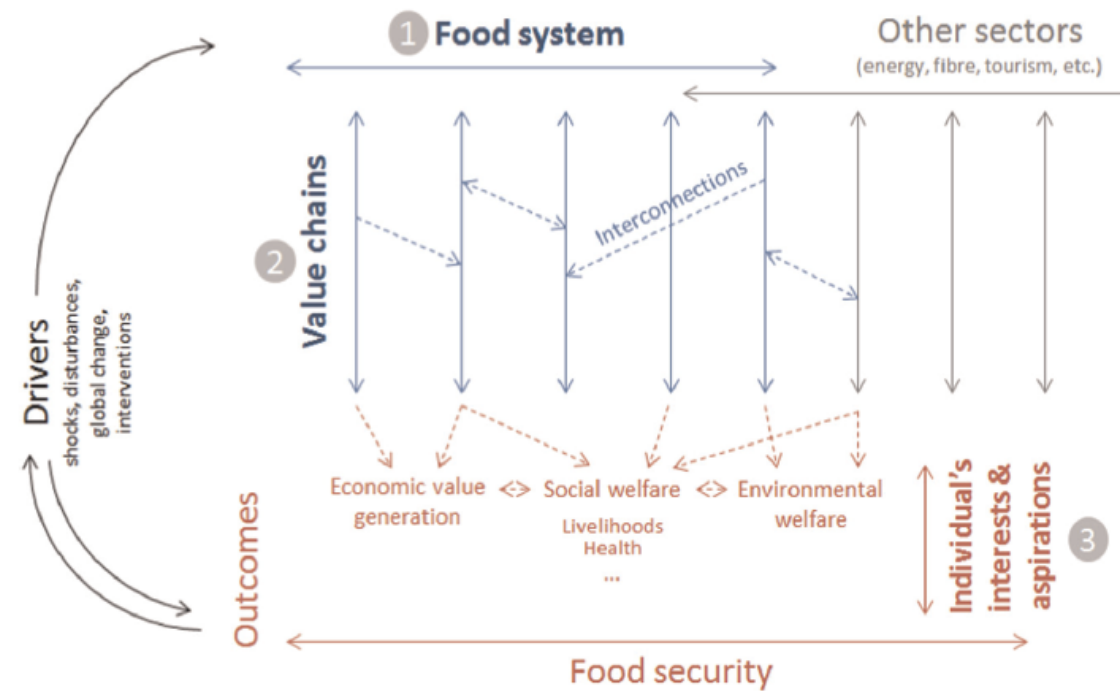 1 Food system
Other sectors
(energy, fibre, tourism, etc.)
2 Value chains
Interconnections
Drivers
shocks, disturbances,
global change,
interventions
Economic value
generation
<-> Social welfare
Livelihoods
Health
...
<-> Environmental
welfare
Individual's
interests &
aspirations
3
Outcomes
Food security